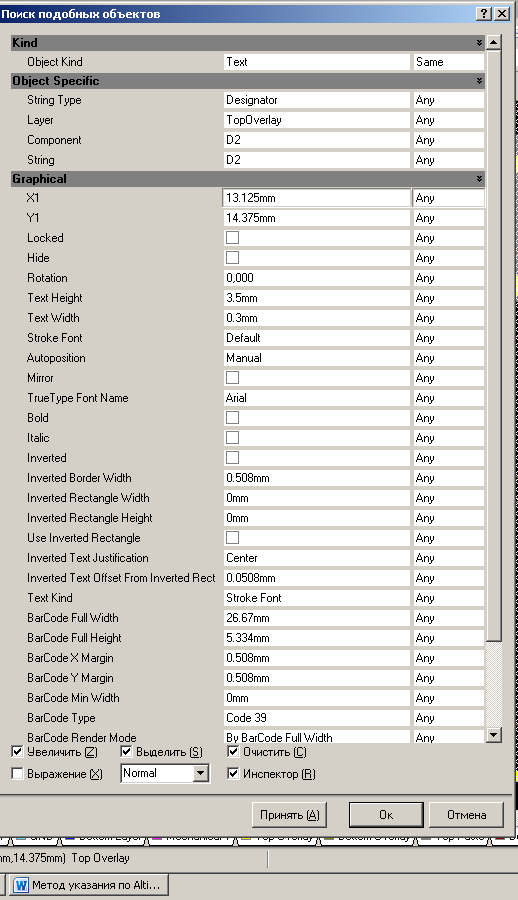 Поиск подобных объектов
Kind
Object Kind Text Same
Object Specific
String Type Designator Any
Layer TopOverlay Any
Component D2 Any
String D2 Any
Graphical
X1 13.125mm Any
Y1 14.375mm Any
Locked Any
Hide Any
Rotation 0,000 Any
Text Height 3.5mm Any
Text Width 0.3mm Any
Stroke Font Default Any
Autoposition Manual Any
Mirror Any
TrueType Font Name Arial Any
Bold Any
Italic Any
Inverted Any
Inverted Border Width 0.508mm Any
Inverted Rectangle Width 0mm Any
Inverted Rectangle Height 0mm Any
Use Inverted Rectangle Any
Inverted Text Justification Center Any
Inverted Text Offset From Inverted Rect 0.0508mm Any
Text Kind Stroke Font Any
BarCode Full Width 26.67mm Any
BarCode Full Height 5.334mm Any
BarCode X Margin 0.508mm Any
BarCode Y Margin 0.508mm Any
BarCode Min Width 0mm Any
BarCode Type Code 39 Any
BarCode Render Mode By BarCode Full Width Any
Увеличить (Z) Выделить (S) Очистить (C)
Выражение (X) Normal Инспектор (R)
Принять (A) Ок Отмена
m,14.375mm) Top Overlay
Метод указания по Alti...